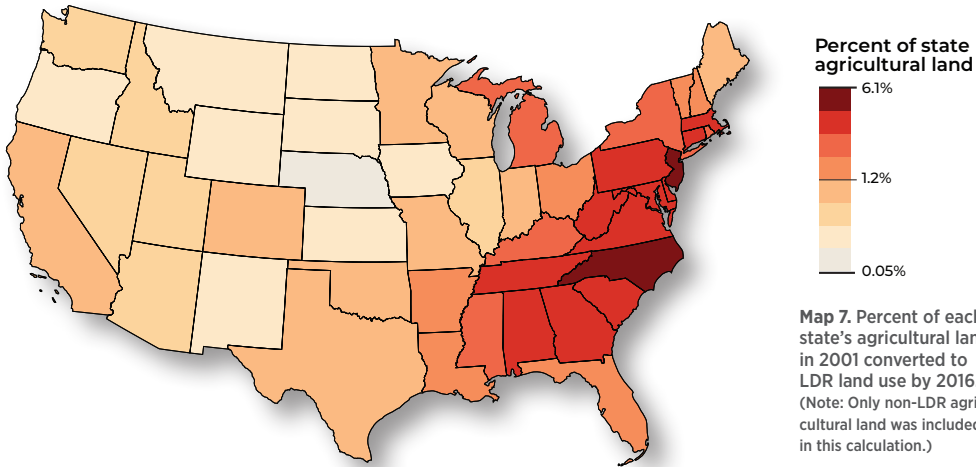 Percent of state
agricultural land
6.1%
1.2%
0.05%
Map 7. Percent of each
state's agricultural lan
in 2001 converted to
LDR land use by 2016.
(Note: Only non-LDR agri
cultural land was included
in this calculation.)